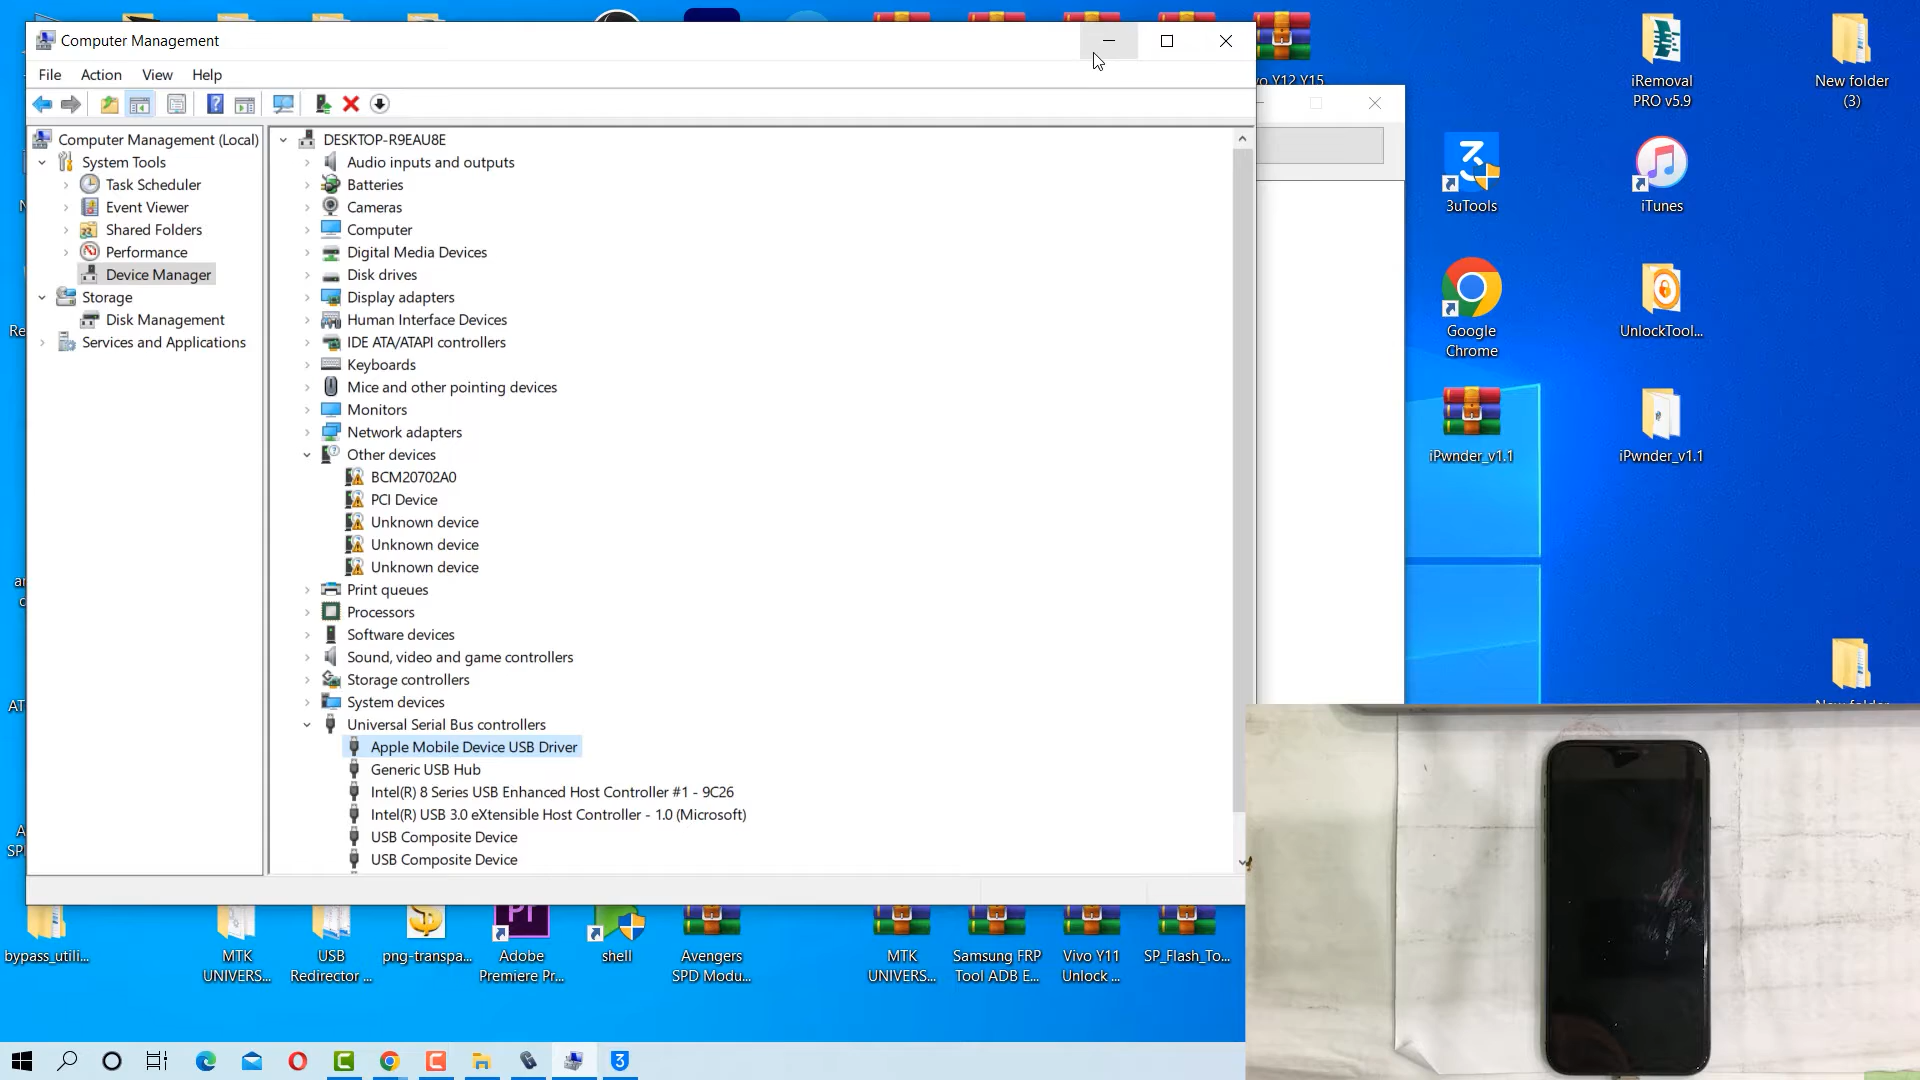 Computer Management
File Action View Help
Computer Management (Local)
System Tools
Task Scheduler
Event Viewer
Shared Folders
Performance
Device Manager
Storage
Disk Management
Services and Applications
DESKTOP-R9EAU8E
Audio inputs and outputs
Batteries
Cameras
Computer
Digital Media Devices
Disk drives
Display adapters
Human Interface Devices
IDE ATA/ATAPI controllers
Keyboards
Mice and other pointing devices
Monitors
Network adapters
Other devices
BCM20702A0
PCI Device
Unknown device
Unknown device
Unknown device
Print queues
Processors
Software devices
Sound, video and game controllers
Storage controllers
System devices
Universal Serial Bus controllers
Apple Mobile Device USB Driver
Generic USB Hub
Intel(R) 8 Series USB Enhanced Host Controller #1 - 9C26
Intel(R) USB 3.0 eXtensible Host Controller - 1.0 (Microsoft)
USB Composite Device
USB Composite Device
Y12 Y15
iRemoval
PRO v5.9
New folder
(3)
3uTools
iTunes
Google
Chrome
UnlockTool...
iPwnder_v1.1
iPwnder_v1.1
bypass_utili...
MTK
UNIVERS...
USB
Redirector ...
png-transpa...
Adobe
Premiere Pr...
shell
Avengers
SPD Modu...
MTK
UNIVERS...
Samsung FRP
Tool ADB E...
Vivo Y11
Unlock ...
SP_Flash_To...